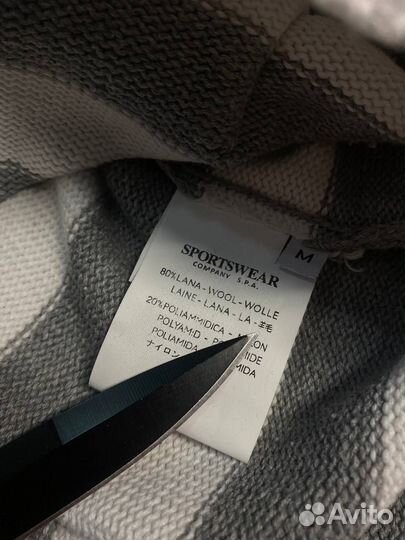 SPORTSWEAR
COMPANY S.P.A.
M
80%LANA-WOOL-WOLLE
LAINE-LANA-LA-羊毛
20%POLIAMMIDICA-
POLYAMID-
POLIAMIDA
ナイロン
Avito